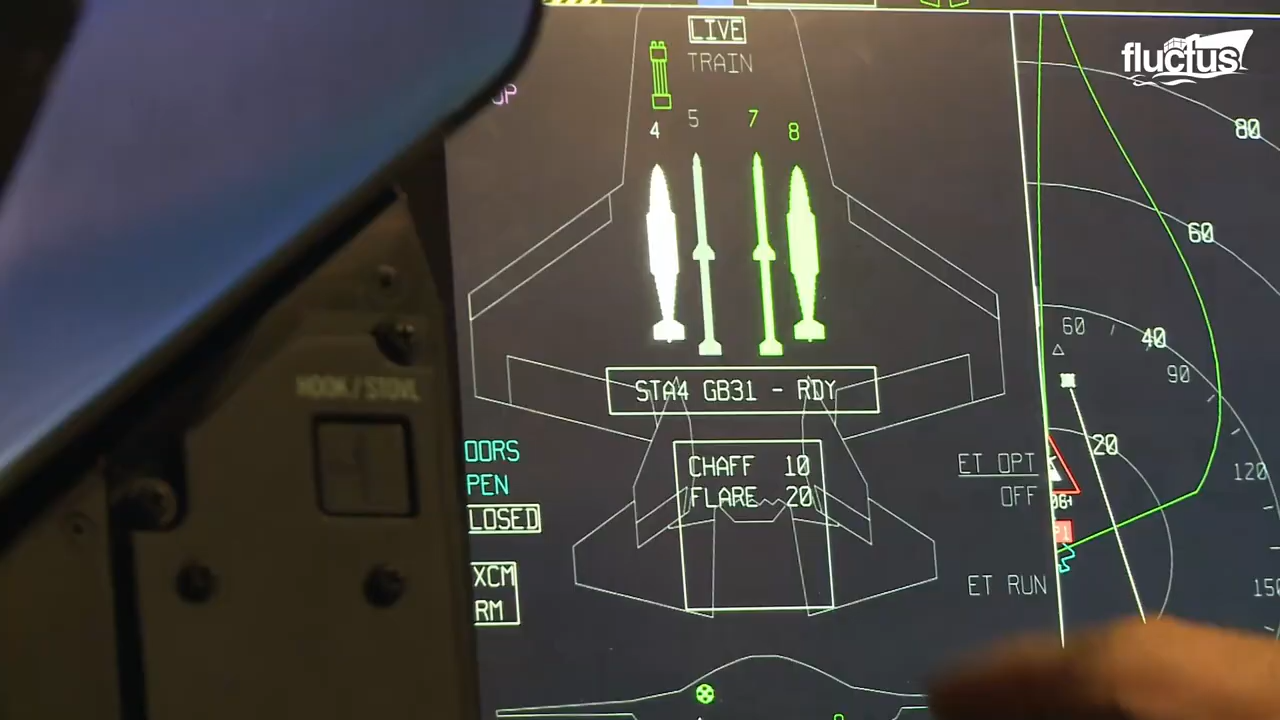 LIVE
TRAIN
fluctus
4 5 7 8
80
60
STA4 GB31 - RDY
60 40
90
20
120
CHAFF 10
FLARE 20
OORS
PEN
LOSED
ET OPT
OFF
HOOK / STOVL
XCM
RM
ET RUN